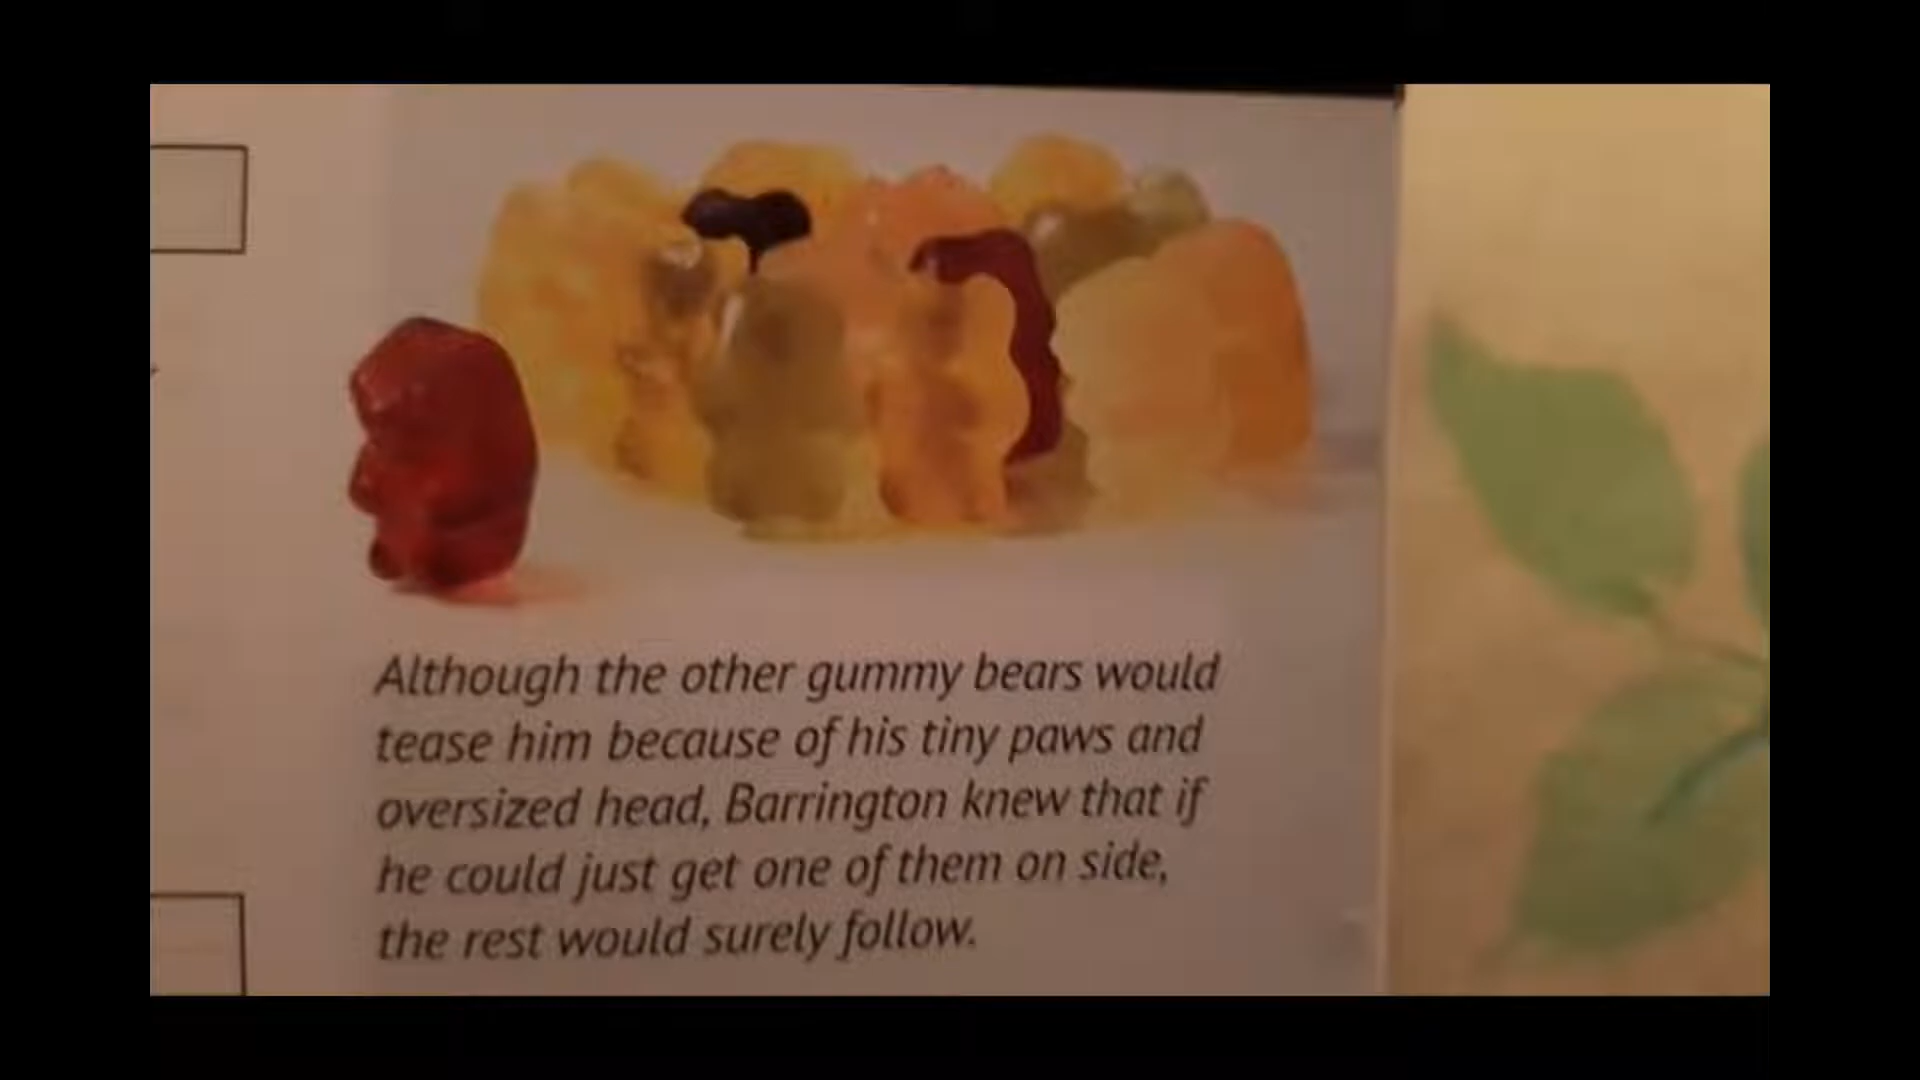 Although the other gummy bears would
tease him because of his tiny paws and
oversized head, Barrington knew that if
he could just get one of them on side,
the rest would surely follow.